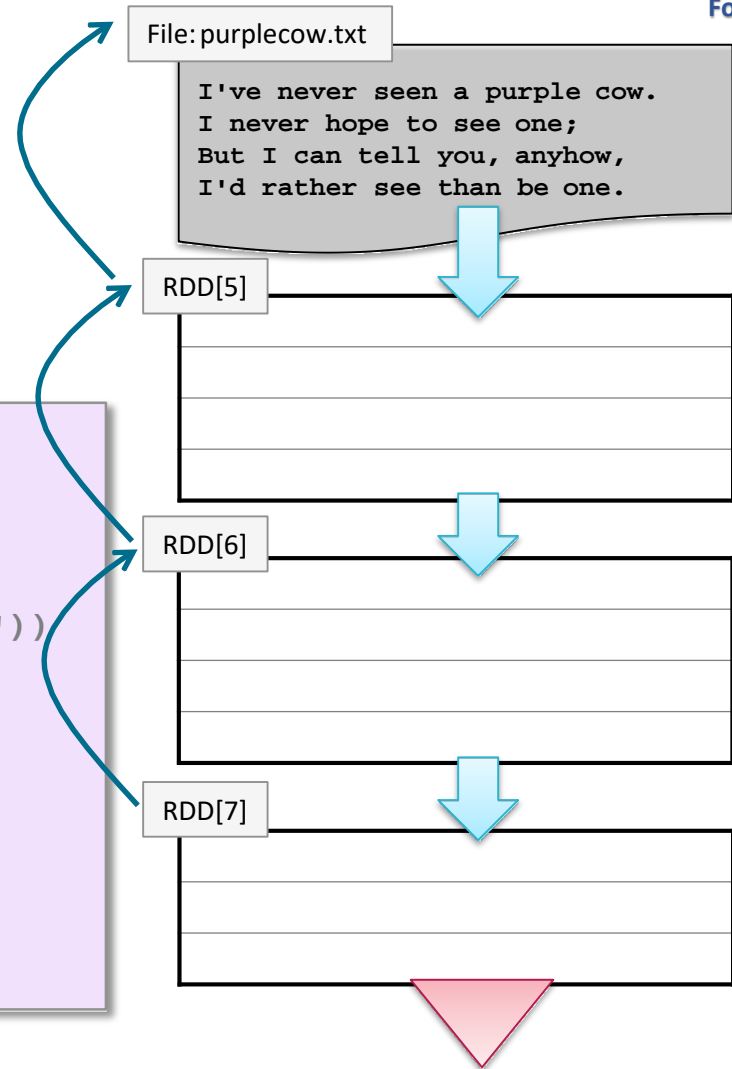 Fo
File: purplecow.txt
I've never seen a purple cow.
I never hope to see one;
But I can tell you, anyhow,
I'd rather see than be one.
RDD[5]
RDD[6]
'))
RDD[7]